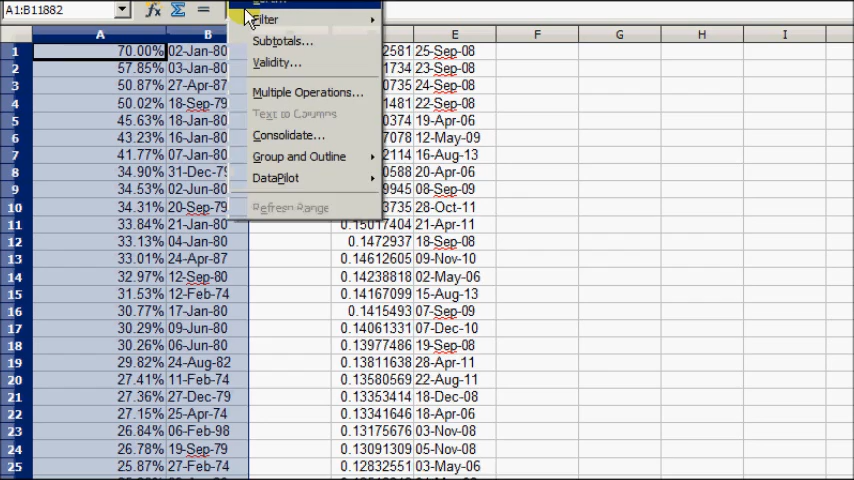 A1:B11882
Filter
Subtotals...
Validity...
Multiple Operations...
Text to Columns
Consolidate...
Group and Outline
DataPilot
Refresh Range
A B E F G H I
1 70.00% 02-Jan-80 2581 25-Sep-08
2 57.85% 03-Jan-80 1734 23-Sep-08
3 50.87% 27-Apr-87 0735 24-Sep-08
4 50.02% 18-Sep-79 1481 22-Sep-08
5 45.63% 18-Jan-80 0374 19-Apr-06
6 43.23% 16-Jan-80 7078 12-May-09
7 41.77% 07-Jan-80 2114 16-Aug-13
8 34.90% 31-Dec-79 0588 20-Apr-06
9 34.53% 02-Jun-80 9945 08-Sep-09
10 34.31% 20-Sep-79 3735 28-Oct-11
11 33.84% 21-Jan-80 0.15017404 21-Apr-11
12 33.13% 04-Jan-80 0.1472937 18-Sep-08
13 33.01% 24-Apr-87 0.14612605 09-Nov-10
14 32.97% 12-Sep-80 0.14238818 02-May-06
15 31.53% 12-Feb-74 0.14167099 15-Aug-13
16 30.77% 17-Jan-80 0.1415493 07-Sep-09
17 30.29% 09-Jun-80 0.14061331 07-Dec-10
18 30.26% 06-Jun-80 0.13977486 19-Sep-08
19 29.82% 24-Aug-82 0.13811638 28-Apr-11
20 27.41% 11-Feb-74 0.13580569 22-Aug-11
21 27.36% 27-Dec-79 0.13353414 18-Dec-08
22 27.15% 25-Apr-74 0.13341646 18-Apr-06
23 26.84% 06-Feb-98 0.13175676 03-Nov-08
24 26.78% 19-Sep-79 0.13091309 05-Nov-08
25 25.87% 27-Feb-74 0.12832551 03-May-06